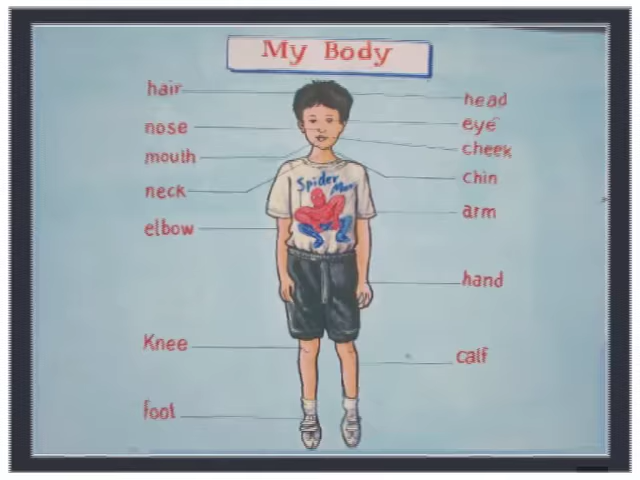 My Body
hair
head
nose
eye
mouth
cheek
neck
chin
arm
elbow
hand
Knee
calf
foot
Spider
Man